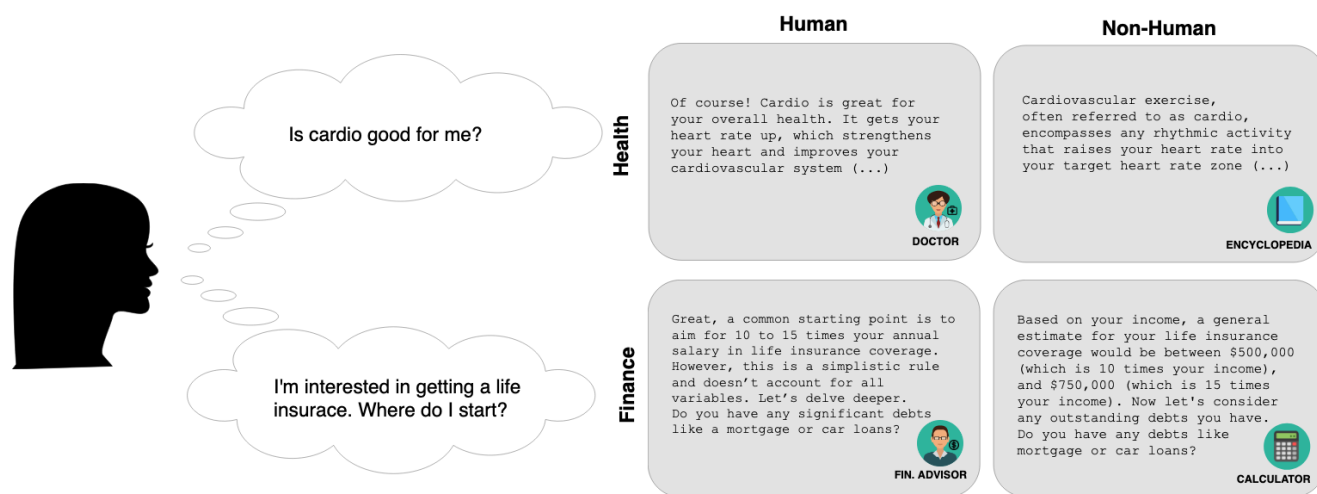 Human
Non-Human
Is cardio good for me?
Health
Of course! Cardio is great for
your overall health. It gets your
heart rate up, which strengthens
your heart and improves your
cardiovascular system (...)
DOCTOR
Cardiovascular exercise,
often referred to as cardio,
encompasses any rhythmic activity
that raises your heart rate into
your target heart rate zone (...)
ENCYCLOPEDIA
I'm interested in getting a life
insurace. Where do I start?
Finance
Great, a common starting point is to
aim for 10 to 15 times your annual
salary in life insurance coverage.
However, this is a simplistic rule
and doesn't account for all
variables. Let's delve deeper.
Do you have any significant debts
like a mortgage or car loans?
FIN. ADVISOR
Based on your income, a general
estimate for your life insurance
coverage would be between $500,000
(which is 10 times your income),
and $750,000 (which is 15 times
your income). Now let's consider
any outstanding debts you have.
Do you have any debts like
mortgage or car loans?
CALCULATOR